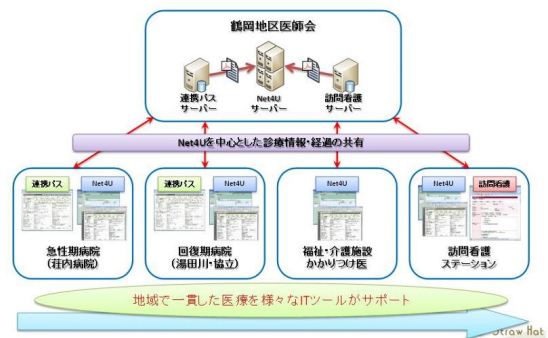 鶴岡地区医師会
連携パス
サーバー
Net4U
サーバー
訪問看護
サーバー
Net4Uを中心とした診療情報・経過の共有
連携パス
Net4U
連携パス
Net4U
Net4U
Net4U
訪問看護
急性期病院
(荘内病院)
回復期病院
(湯田川・協立)
福祉・介護施設
かかりつけ医
訪問看護
ステーション
地域で一貫した医療を様々なITツールがサポート
Straw Hat